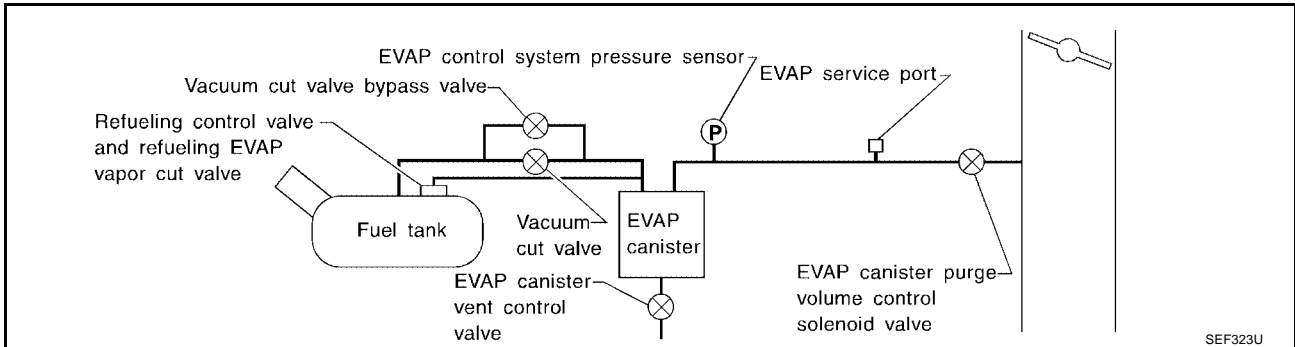 EVAP control system pressure sensor
EVAP service port
Vacuum cut valve bypass valve
Refueling control valve
and refueling EVAP
vapor cut valve
P
Fuel tank
Vacuum
cut valve
EVAP
canister
EVAP canister
vent control
valve
EVAP canister purge
volume control
solenoid valve
SEF323U